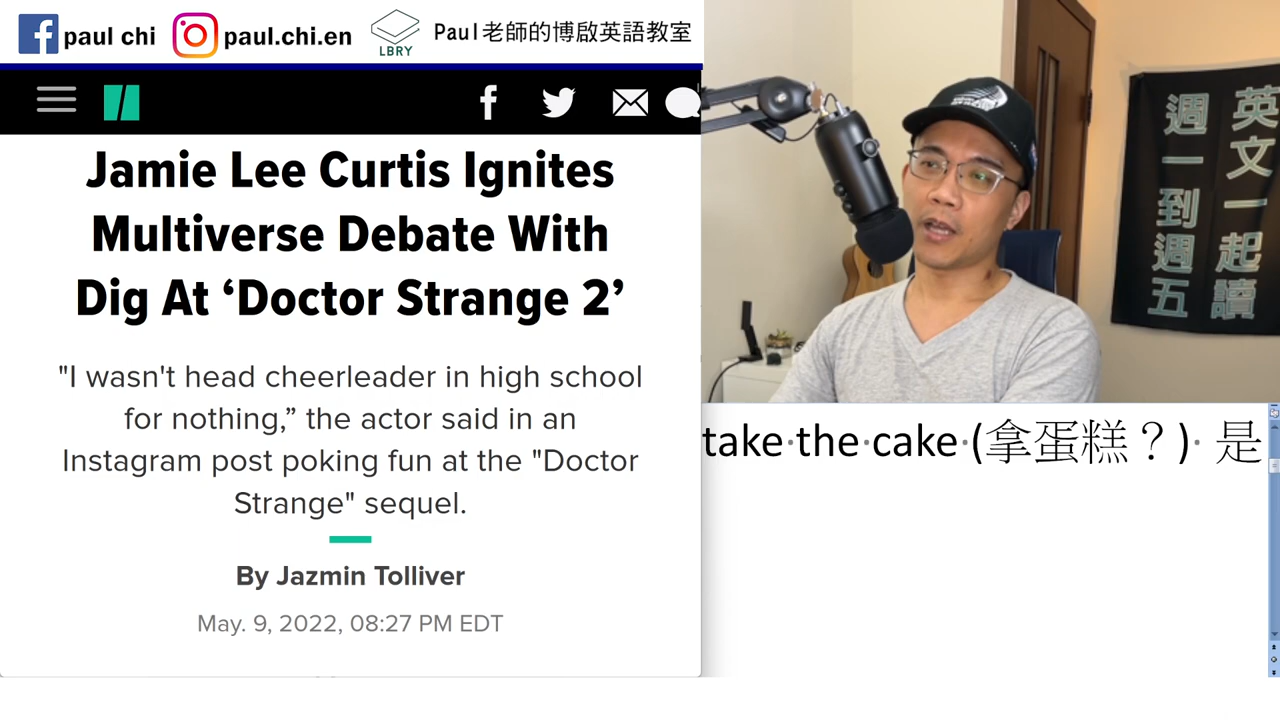 paul chi
paul.chi.en
LBRY
Paul老師的博啟英語教室
Jamie Lee Curtis Ignites
Multiverse Debate With
Dig At ‘Doctor Strange 2’
"I wasn't head cheerleader in high school
for nothing,” the actor said in an
Instagram post poking fun at the "Doctor
Strange" sequel.
By Jazmin Tolliver
May. 9, 2022, 08:27 PM EDT
英文一起讀
週一到週五
take the cake (拿蛋糕？) 是